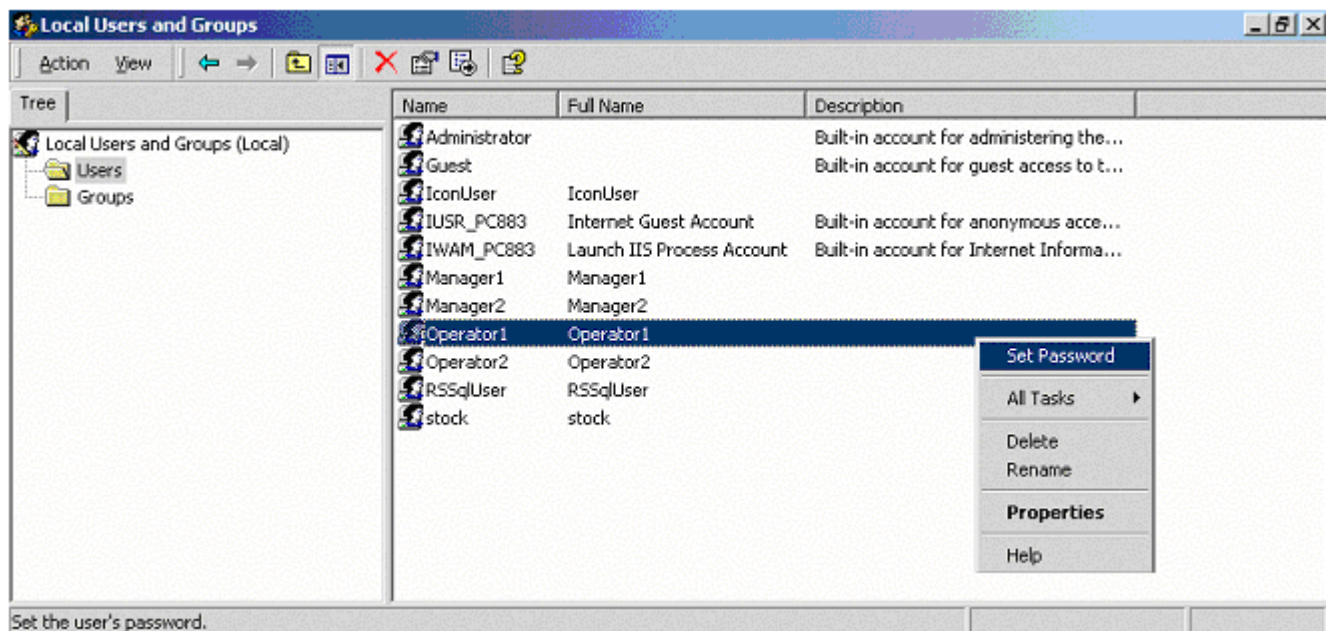 Local Users and Groups
Action View
Tree
Name Full Name Description
Local Users and Groups (Local)
Users
Groups
Administrator Built-in account for administering the...
Guest Built-in account for guest access to t...
IconUser IconUser
IUSR_PC883 Internet Guest Account Built-in account for anonymous acce...
IWAM_PC883 Launch IIS Process Account Built-in account for Internet Informa...
Manager1 Manager1
Manager2 Manager2
Operator1 Operator1
Operator2 Operator2
RSSqlUser RSSqlUser
stock stock
Set Password
All Tasks
Delete
Rename
Properties
Help
Set the user's password.